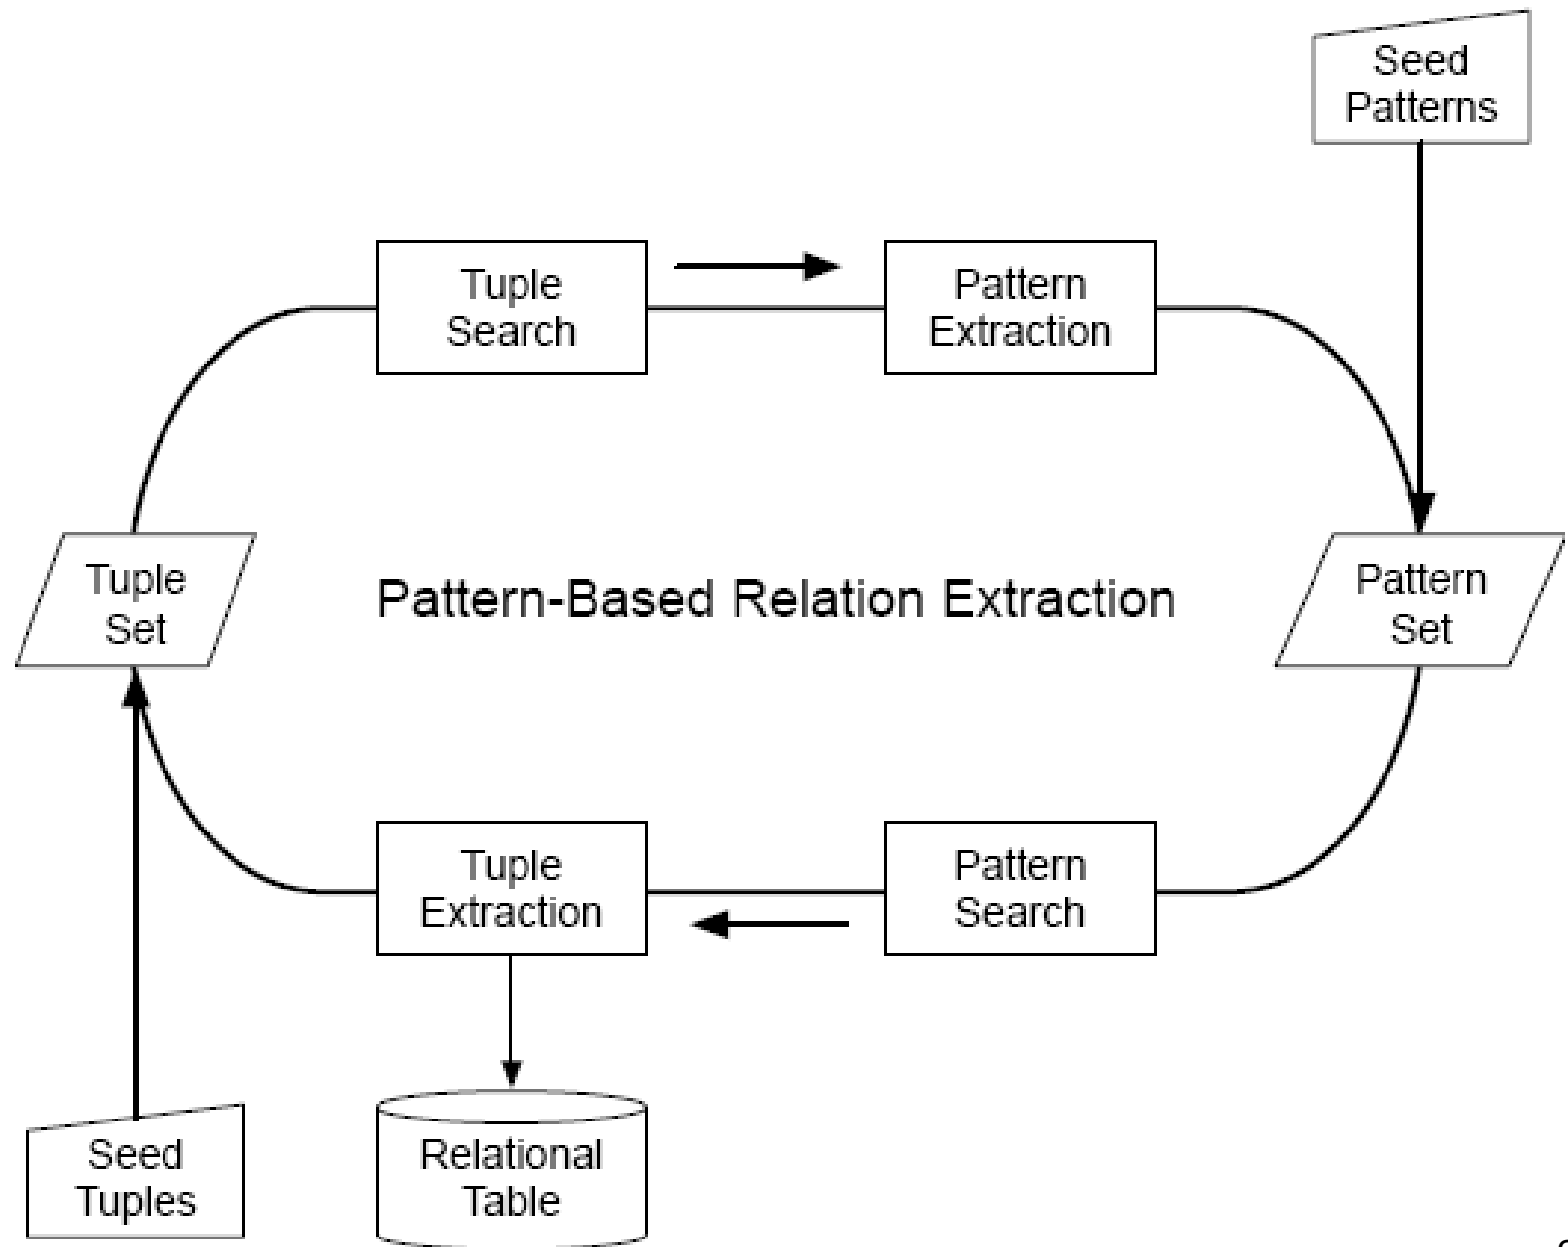 Seed
Patterns
Tuple
Search
Pattern
Extraction
Tuple
Set
Pattern-Based Relation Extraction
Pattern
Set
Tuple
Extraction
Pattern
Search
Seed
Tuples
Relational
Table